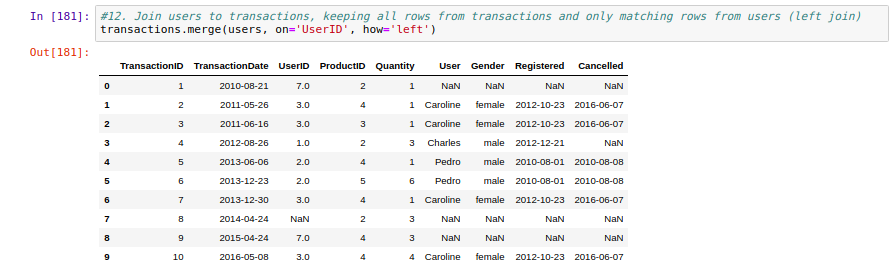 In [181]: #12. Join users to transactions, keeping all rows from transactions and only matching rows from users (left join)
transactions.merge(users, on='UserID', how='left')
Out[181]:
TransactionID TransactionDate UserID ProductID Quantity User Gender Registered Cancelled
0 1 2010-08-21 7.0 2 1 NaN NaN NaN NaN
1 2 2011-05-26 3.0 4 1 Caroline female 2012-10-23 2016-06-07
2 3 2011-06-16 3.0 3 1 Caroline female 2012-10-23 2016-06-07
3 4 2012-08-26 1.0 2 3 Charles male 2012-12-21 NaN
4 5 2013-06-06 2.0 4 1 Pedro male 2010-08-01 2010-08-08
5 6 2013-12-23 2.0 5 6 Pedro male 2010-08-01 2010-08-08
6 7 2013-12-30 3.0 4 1 Caroline female 2012-10-23 2016-06-07
7 8 2014-04-24 NaN 2 3 NaN NaN NaN NaN
8 9 2015-04-24 7.0 4 3 NaN NaN NaN NaN
9 10 2016-05-08 3.0 4 4 Caroline female 2012-10-23 2016-06-07